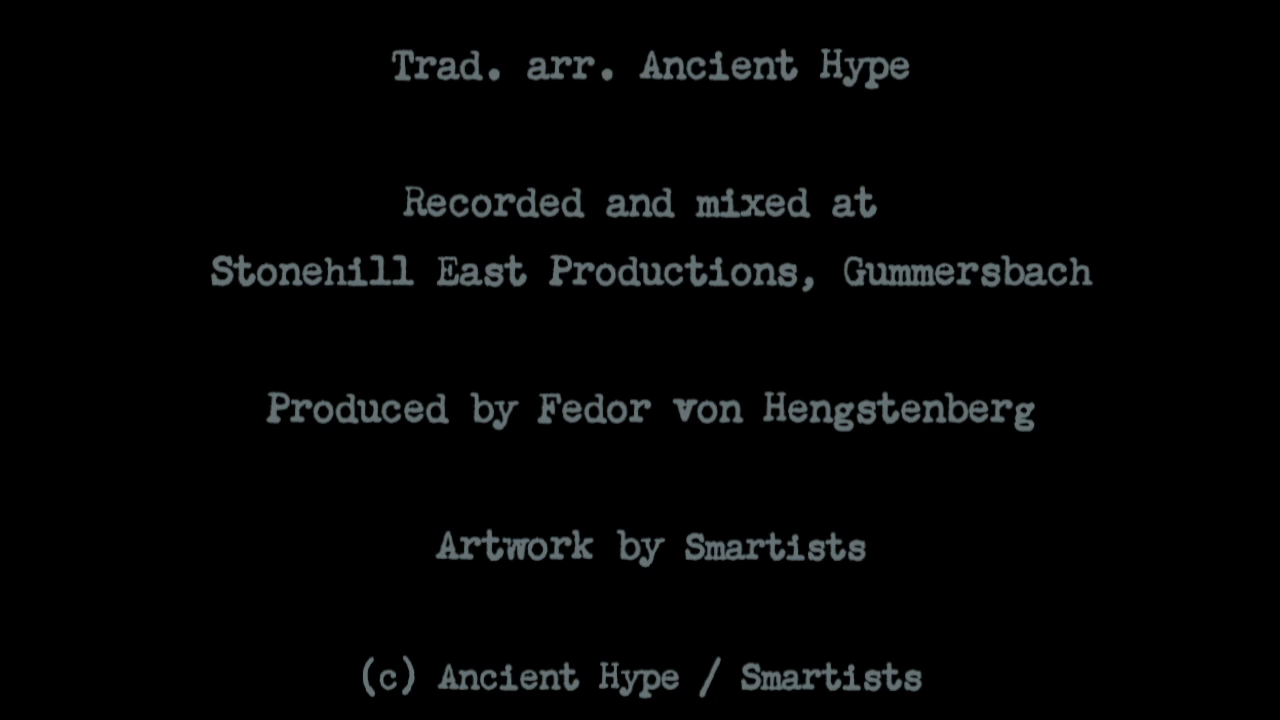 Trad. arr. Ancient Hype
Recorded and mixed at
Stonehill East Productions, Gummersbach
Produced by Fedor von Hengstenberg
Artwork by Smartists
(c) Ancient Hype / Smartists